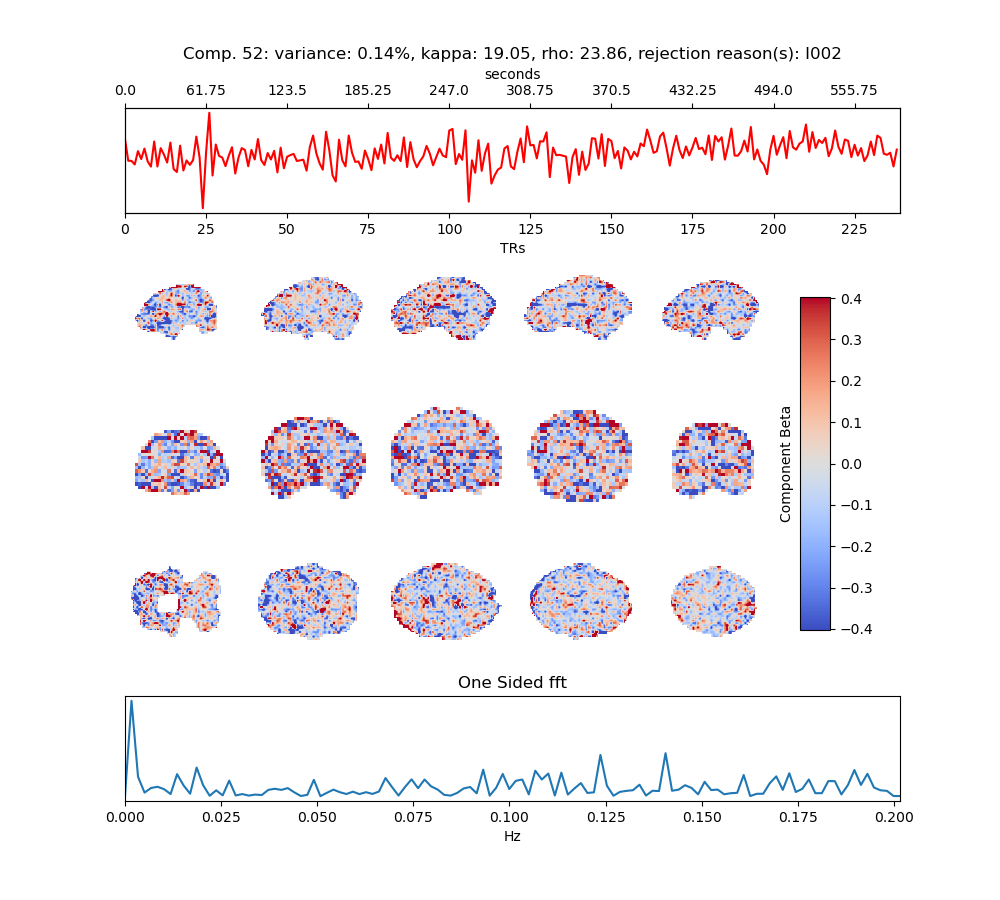 Comp. 52: variance: 0.14%, kappa: 19.05, rho: 23.86, rejection reason(s): I002
seconds
0.0 61.75 123.5 185.25 247.0 308.75 370.5 432.25 494.0 555.75
0 25 50 75 100 125 150 175 200 225
TRs
0.4
0.3
0.2
0.1
0.0
−0.1
−0.2
−0.3
−0.4
Component Beta
One Sided fft
0.000 0.025 0.050 0.075 0.100 0.125 0.150 0.175 0.200
Hz